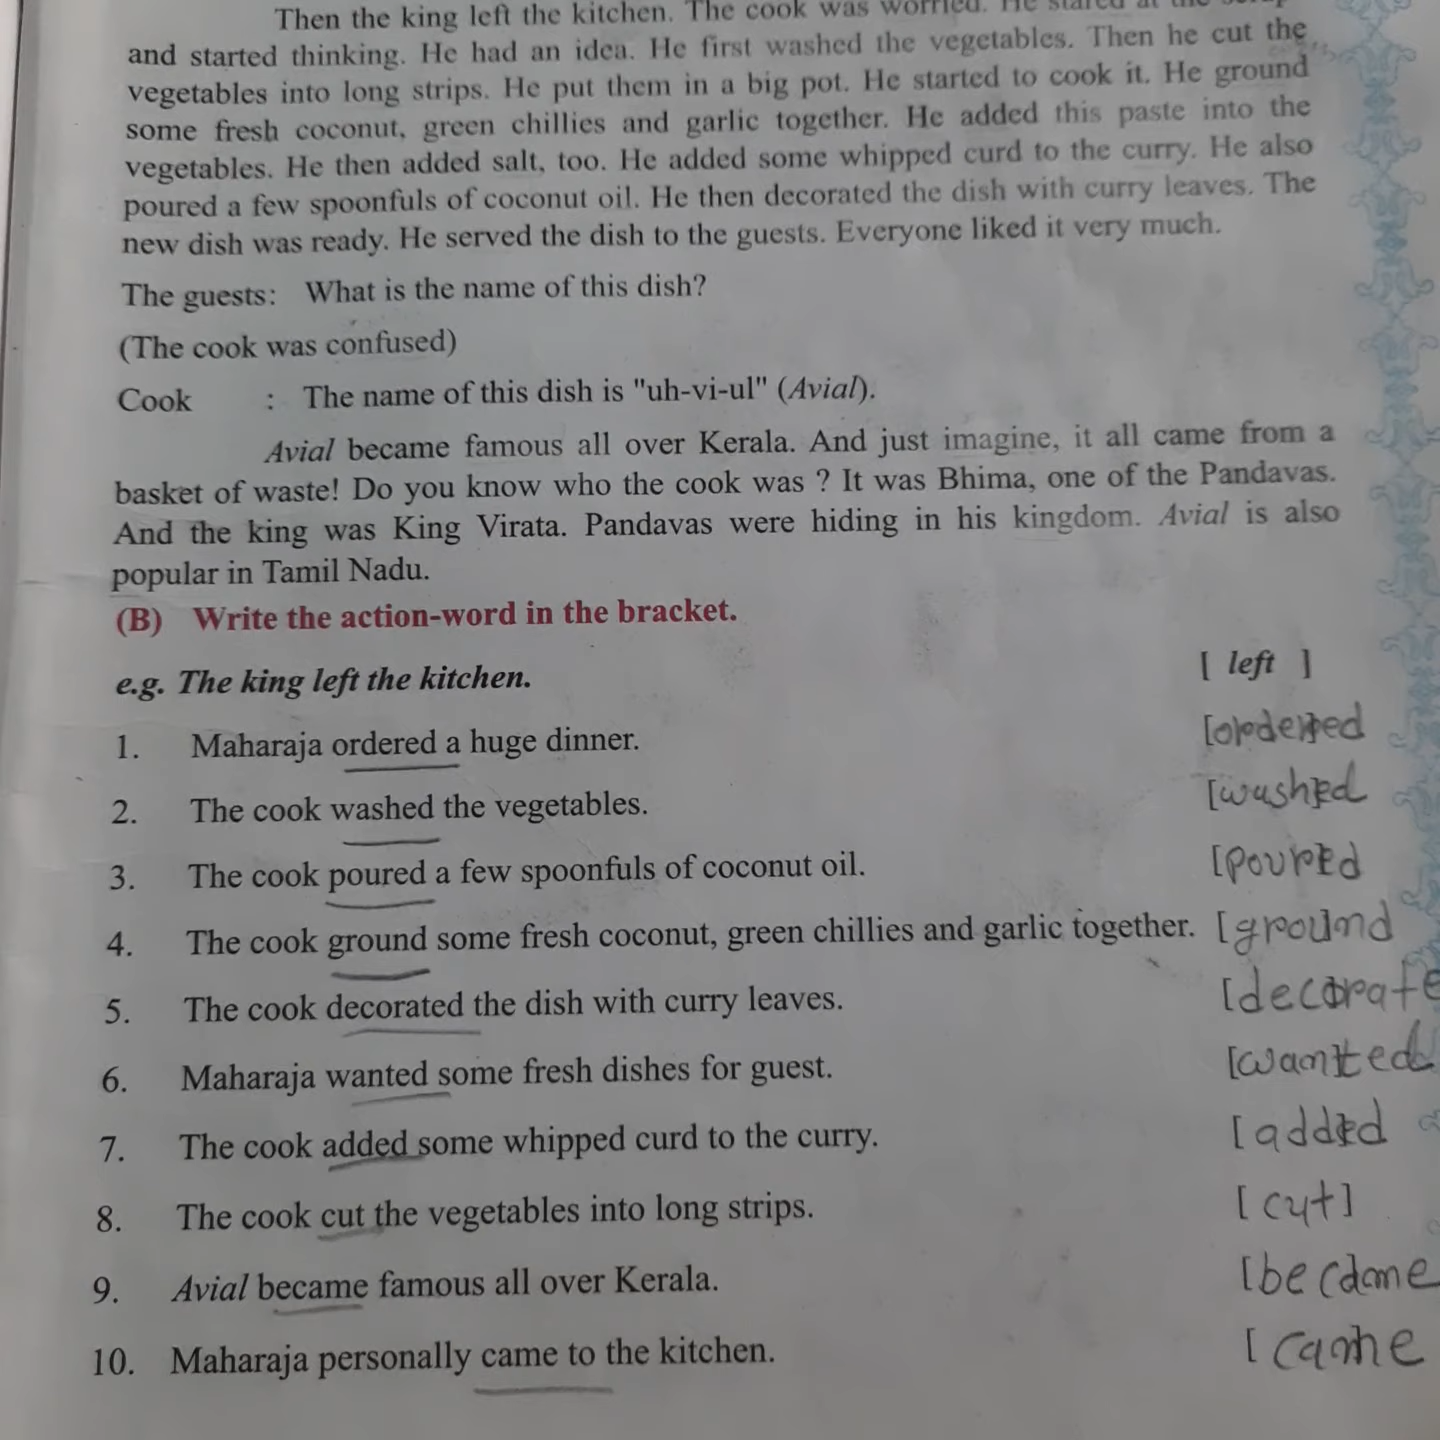 Then the king left the kitchen. The cook was worried. He stared at the
and started thinking. He had an idea. He first washed the vegetables. Then he cut the
vegetables into long strips. He put them in a big pot. He started to cook it. He ground
some fresh coconut, green chillies and garlic together. He added this paste into the
vegetables. He then added salt, too. He added some whipped curd to the curry. He also
poured a few spoonfuls of coconut oil. He then decorated the dish with curry leaves. The
new dish was ready. He served the dish to the guests. Everyone liked it very much.
The guests: What is the name of this dish?
(The cook was confused)
Cook : The name of this dish is "uh-vi-ul" (Avial).
Avial became famous all over Kerala. And just imagine, it all came from a
basket of waste! Do you know who the cook was ? It was Bhima, one of the Pandavas.
And the king was King Virata. Pandavas were hiding in his kingdom. Avial is also
popular in Tamil Nadu.
(B) Write the action-word in the bracket.
e.g. The king left the kitchen. [ left ]
1. Maharaja ordered a huge dinner. [ordered
2. The cook washed the vegetables. [washed
3. The cook poured a few spoonfuls of coconut oil. [poured
4. The cook ground some fresh coconut, green chillies and garlic together. [ground
5. The cook decorated the dish with curry leaves. [decorate
6. Maharaja wanted some fresh dishes for guest. [wanted
7. The cook added some whipped curd to the curry. [added
8. The cook cut the vegetables into long strips. [cut]
9. Avial became famous all over Kerala. [became
10. Maharaja personally came to the kitchen. [came